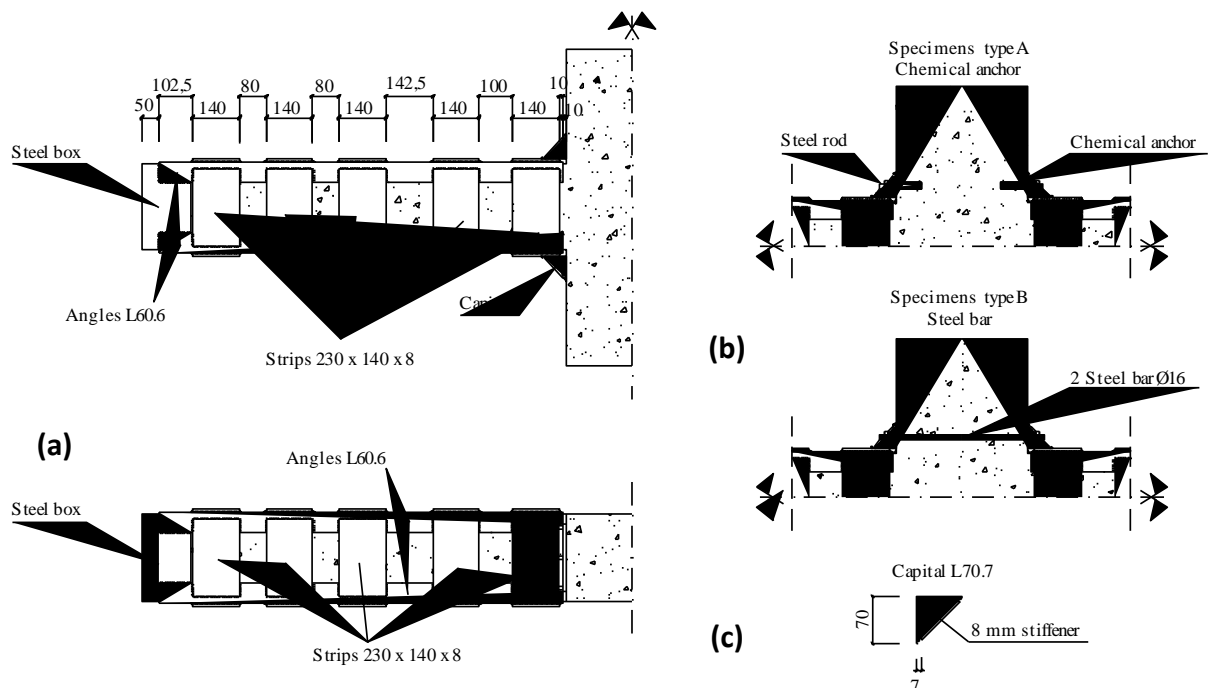 102,5 80 80 142,5 100 10
50 140 140 140 140 140 10
Steel box
Angles L60.6
Strips 230 x 140 x 8
(a)
Angles L60.6
Steel box
Strips 230 x 140 x 8
Specimens type A
Chemical anchor
Steel rod
Chemical anchor
Specimens type B
Steel bar
(b)
2 Steel bar Ø16
Capital L70.7
70
(c)
8 mm stiffener
7